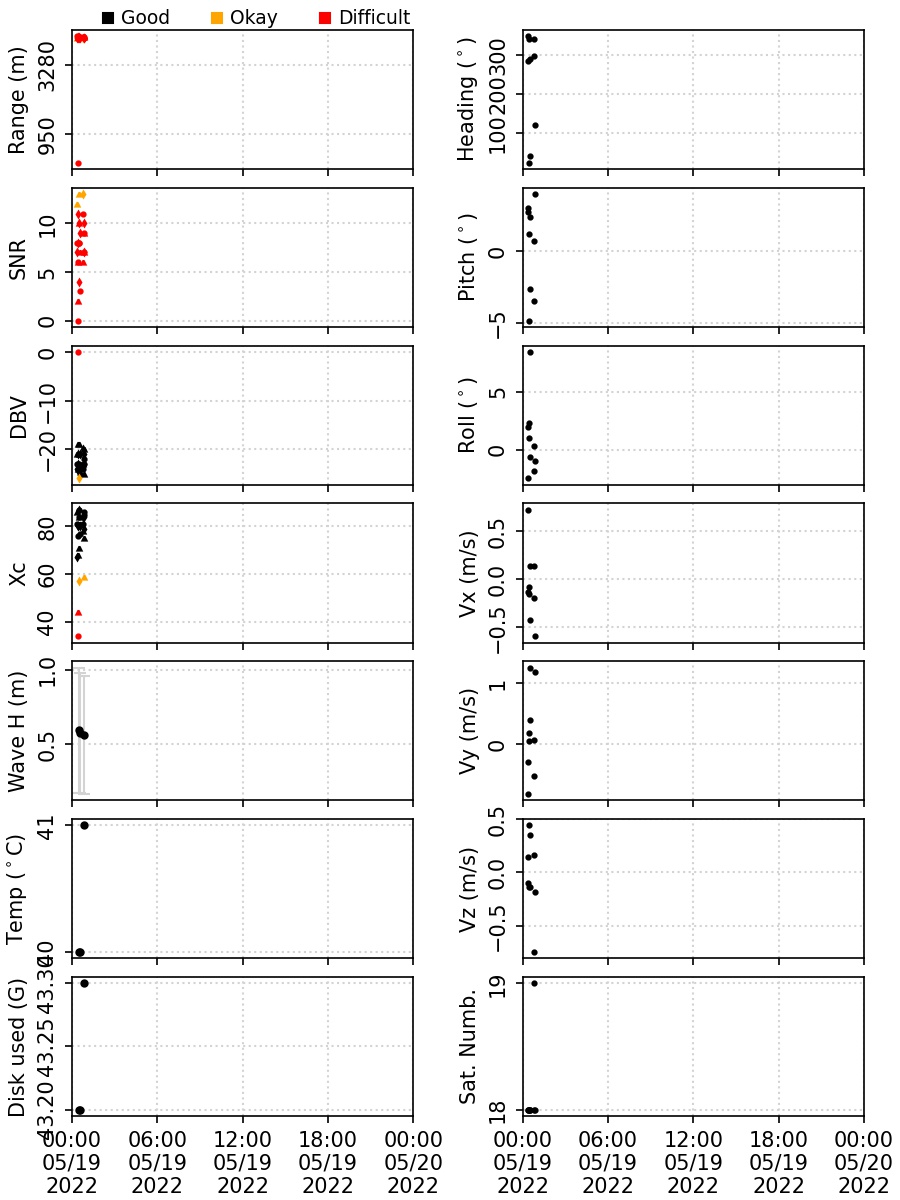 Good Okay Difficult
Range (m)
3280
950
Heading (°)
300
200
100
SNR
10
5
0
Pitch (°)
0
−5
DBV
0
−10
−20
Roll (°)
5
0
Xc
80
60
40
Vx (m/s)
0.5
0.0
−0.5
Wave H (m)
1.0
0.5
Vy (m/s)
1
0
Temp (°C)
41
40
Vz (m/s)
0.5
0.0
−0.5
Disk used (G)
43.30
43.25
43.20
Sat. Numb.
19
18
00:00 06:00 12:00 18:00 00:00
05/19 05/19 05/19 05/19 05/20
2022 2022 2022 2022 2022
00:00 06:00 12:00 18:00 00:00
05/19 05/19 05/19 05/19 05/20
2022 2022 2022 2022 2022